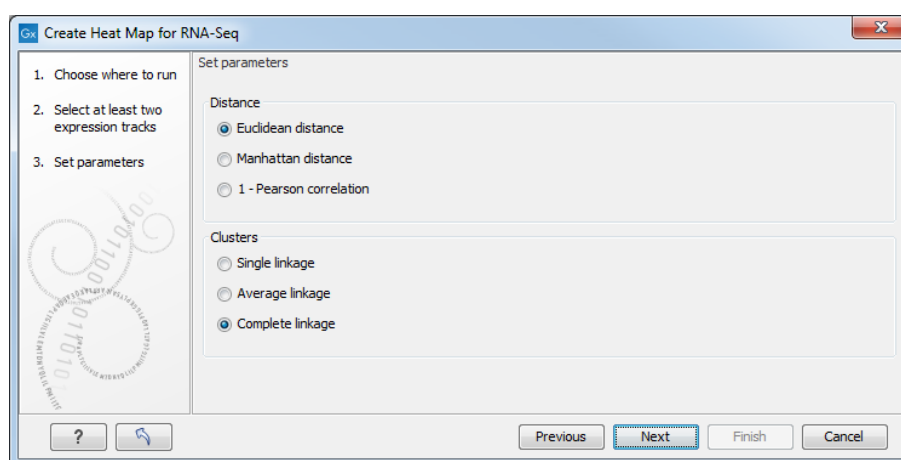 Gx Create Heat Map for RNA-Seq
1. Choose where to run
2. Select at least two
expression tracks
3. Set parameters
Set parameters
Distance
Euclidean distance
Manhattan distance
1 - Pearson correlation
Clusters
Single linkage
Average linkage
Complete linkage
?
Previous
Next
Finish
Cancel